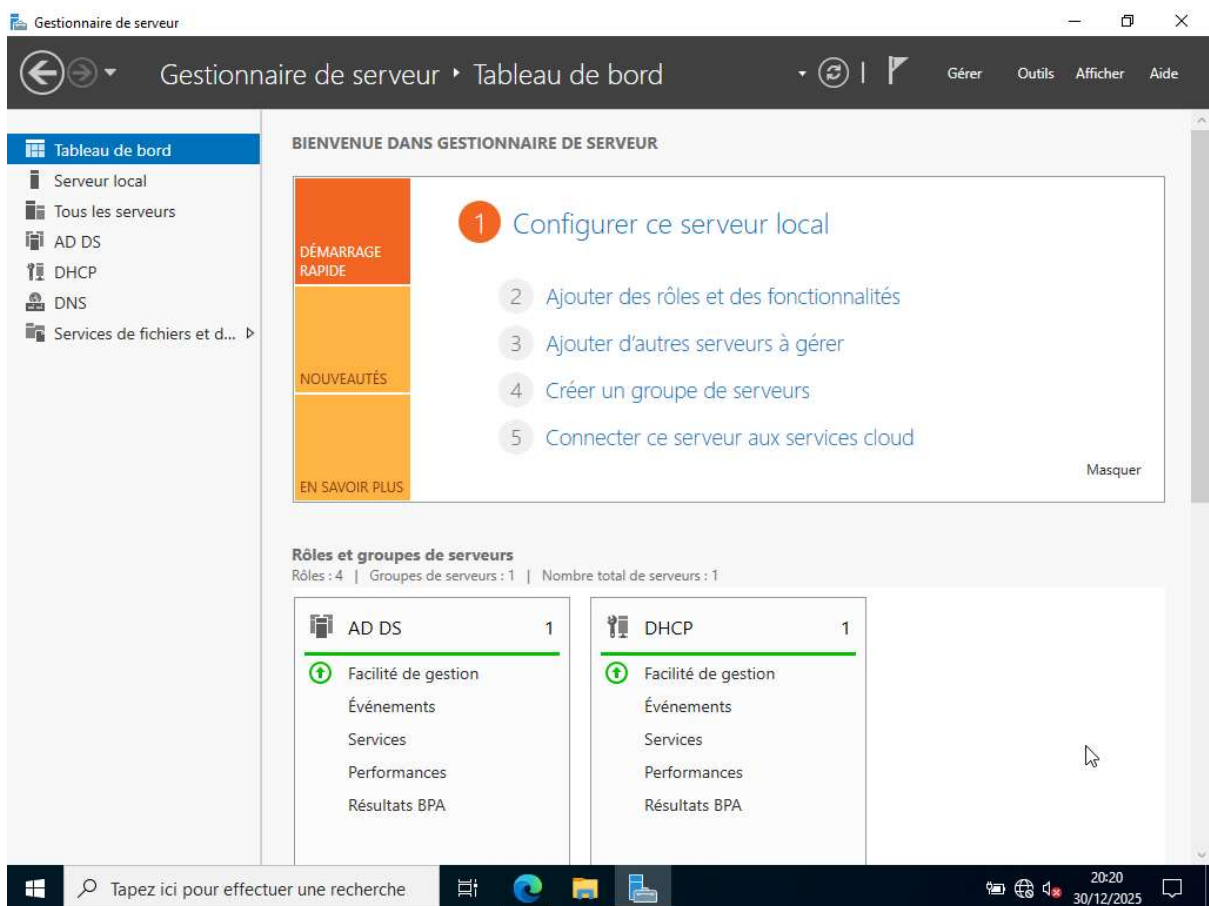 Gestionnaire de serveur
Gestionnaire de serveur ‣ Tableau de bord
Gérer Outils Afficher Aide
Tableau de bord
Serveur local
Tous les serveurs
AD DS
DHCP
DNS
Services de fichiers et d...
BIENVENUE DANS GESTIONNAIRE DE SERVEUR
DÉMARRAGE
RAPIDE
NOUVEAUTÉS
EN SAVOIR PLUS
1 Configurer ce serveur local
2 Ajouter des rôles et des fonctionnalités
3 Ajouter d'autres serveurs à gérer
4 Créer un groupe de serveurs
5 Connecter ce serveur aux services cloud
Masquer
Rôles et groupes de serveurs
Rôles : 4 | Groupes de serveurs : 1 | Nombre total de serveurs : 1
AD DS 1
Facilité de gestion
Événements
Services
Performances
Résultats BPA
DHCP 1
Facilité de gestion
Événements
Services
Performances
Résultats BPA
Tapez ici pour effectuer une recherche
20:20
30/12/2025